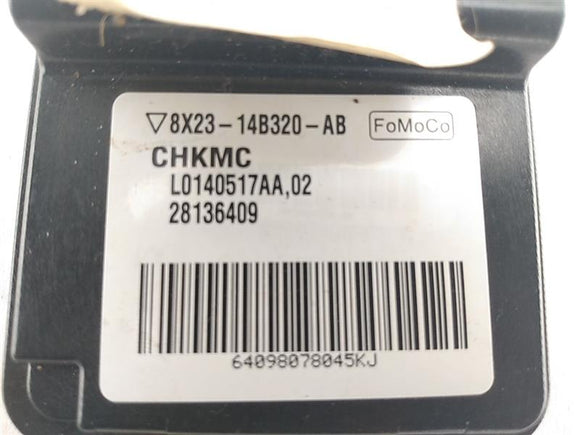 ▽8X23-14B320-AB FoMoCo
CHKMC
L0140517AA,02
28136409
64098078045KJ